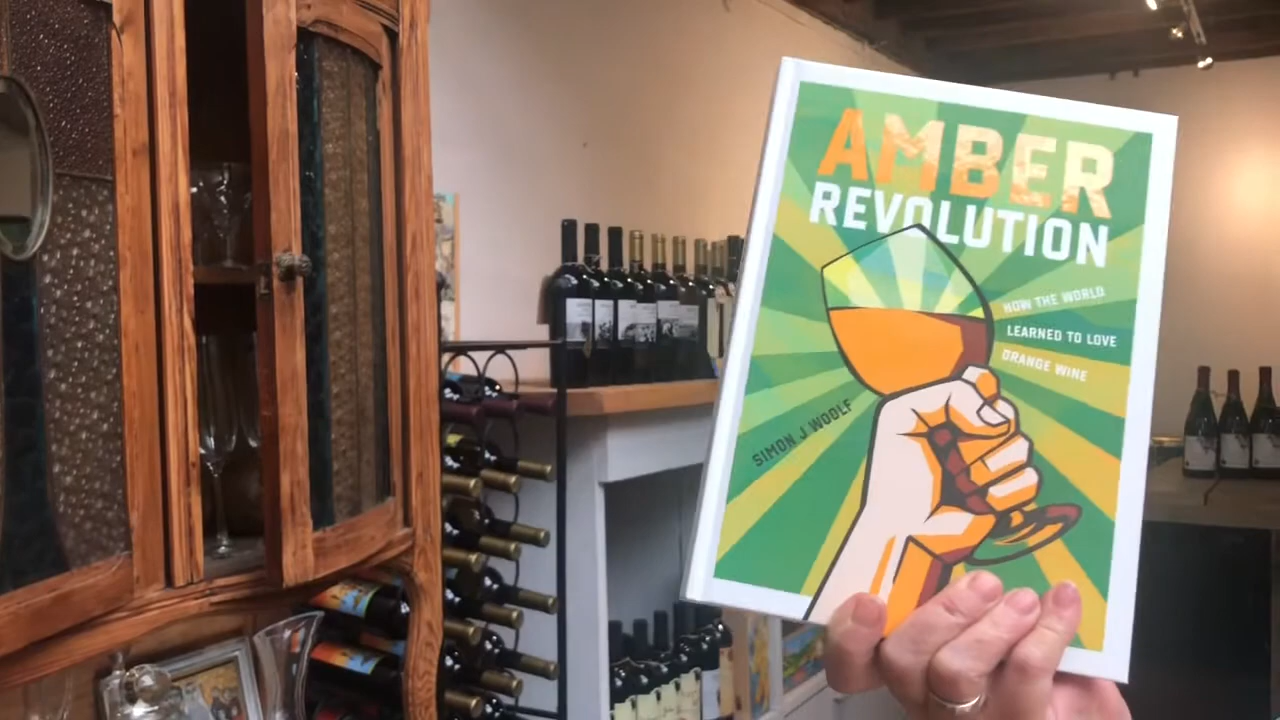 AMBER
REVOLUTION
HOW THE WORLD
LEARNED TO LOVE
ORANGE WINE
SIMON J WOOLF